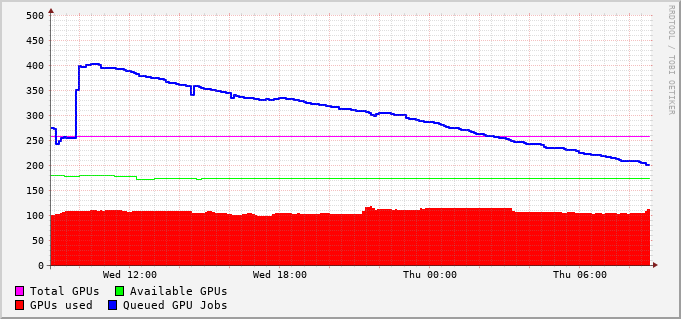 500
450
400
350
300
250
200
150
100
50
0
Wed 12:00 Wed 18:00 Thu 00:00 Thu 06:00
Total GPUs Available GPUs
GPUs used Queued GPU Jobs
RRDTOOL / TOBI OETIKER